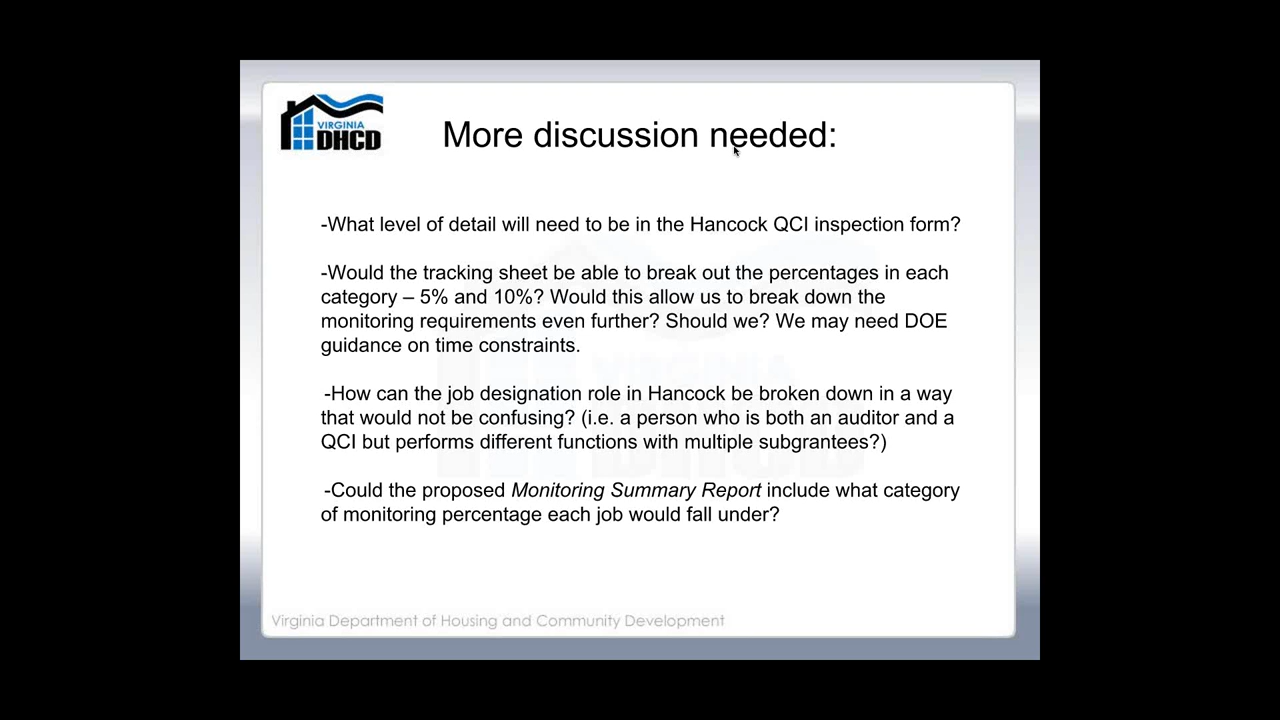 VIRGINIA
DHCD
More discussion needed:
-What level of detail will need to be in the Hancock QCI inspection form?
-Would the tracking sheet be able to break out the percentages in each
category – 5% and 10%? Would this allow us to break down the
monitoring requirements even further? Should we? We may need DOE
guidance on time constraints.
-How can the job designation role in Hancock be broken down in a way
that would not be confusing? (i.e. a person who is both an auditor and a
QCI but performs different functions with multiple subgrantees?)
-Could the proposed Monitoring Summary Report include what category
of monitoring percentage each job would fall under?
VIRGINIA
DHCD
Virginia Department of Housing and Community Development